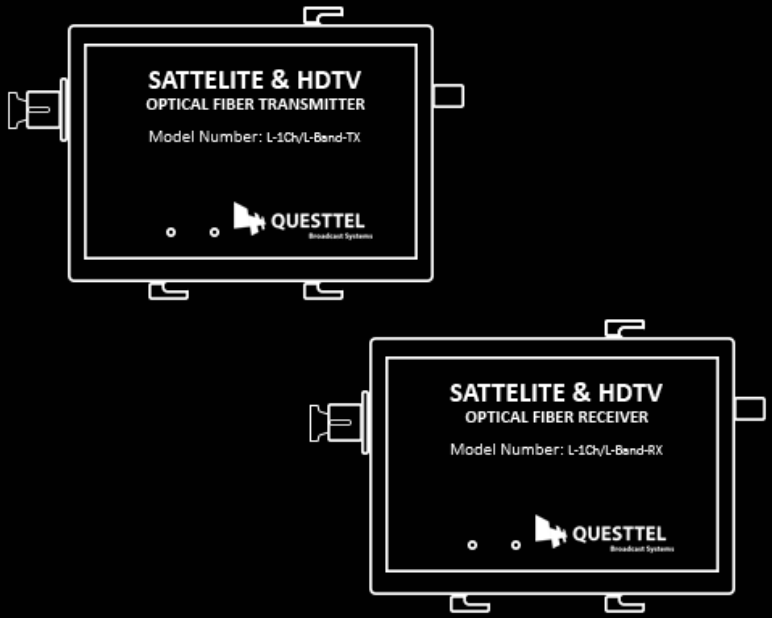 SATTELITE & HDTV
OPTICAL FIBER TRANSMITTER
Model Number: L-1Ch/L-Band-TX
QUESTTEL
Broadcast Systems
SATTELITE & HDTV
OPTICAL FIBER RECEIVER
Model Number: L-1Ch/L-Band-RX
QUESTTEL
Broadcast Systems